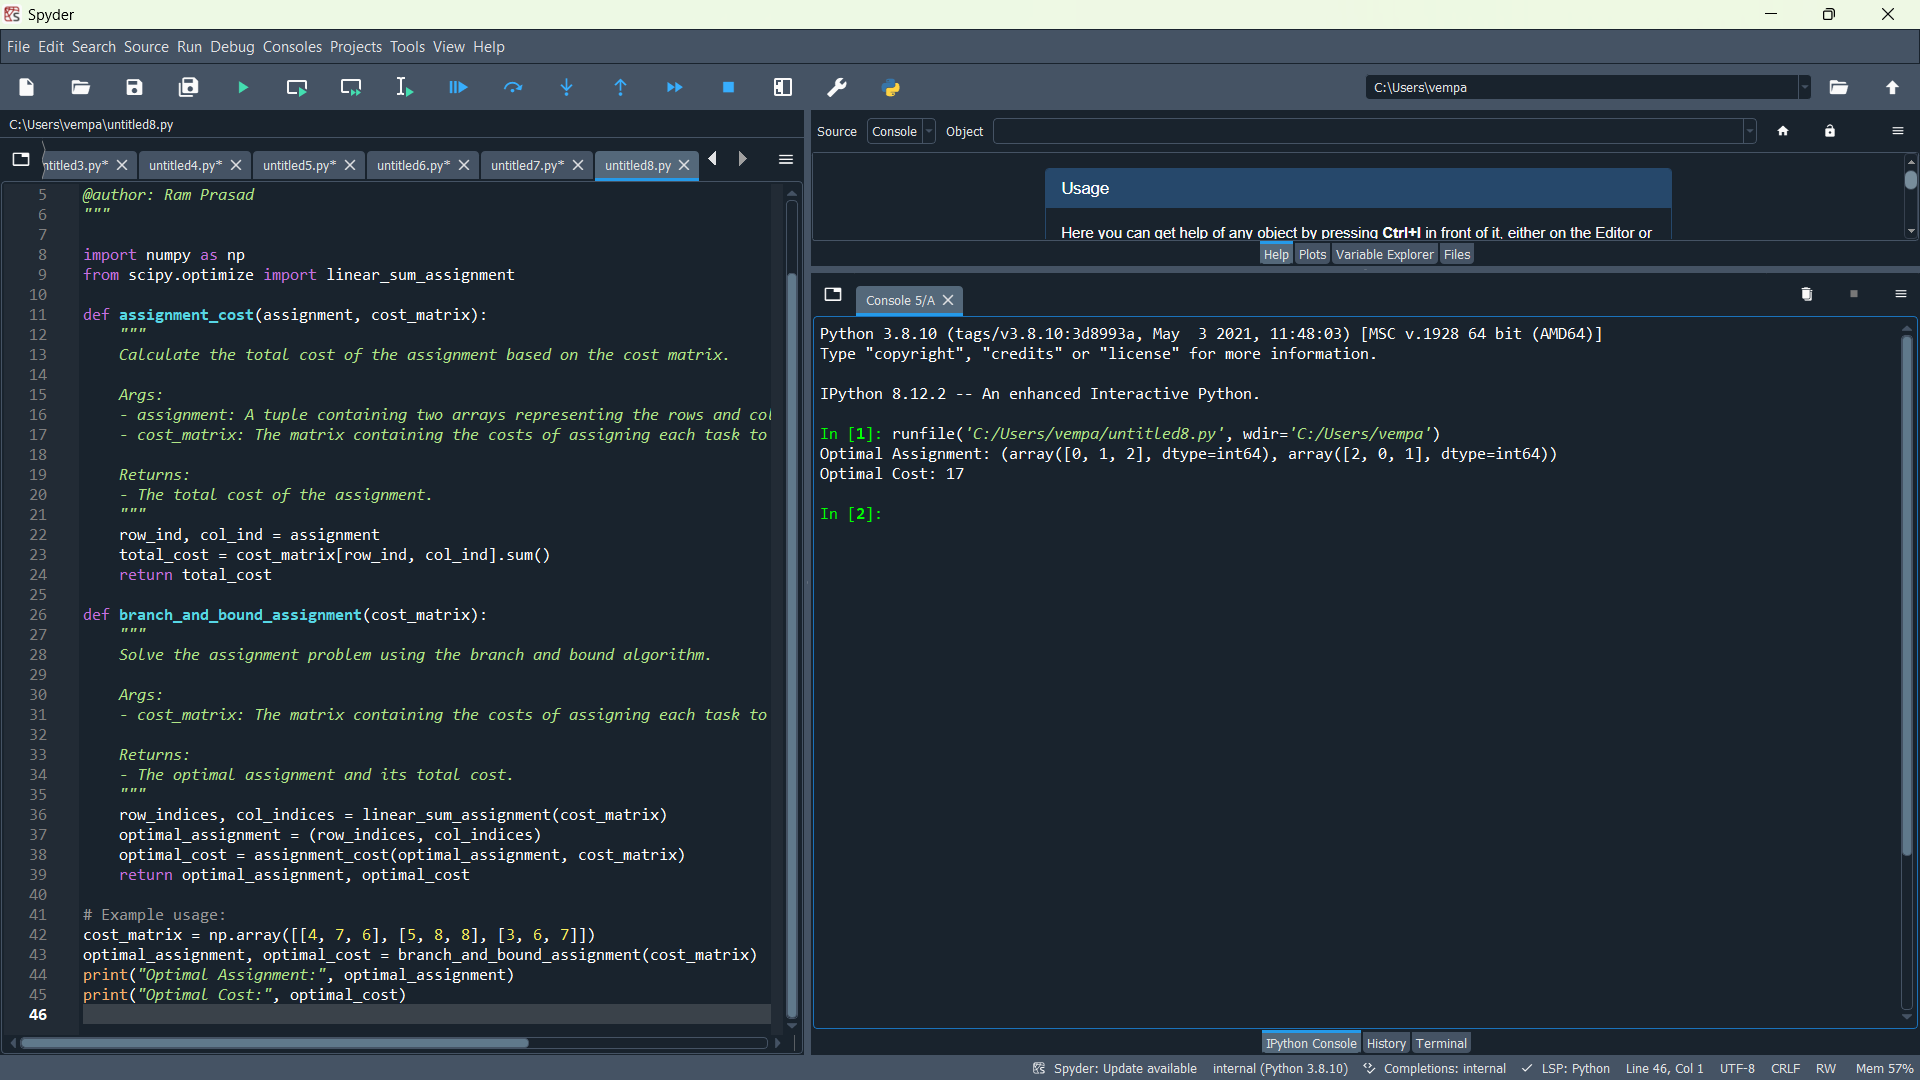 Spyder
File Edit Search Source Run Debug Consoles Projects Tools View Help
C:\Users\vempa
C:\Users\vempa\untitled8.py
ntitled3.py* untitled4.py* untitled5.py* untitled6.py* untitled7.py* untitled8.py
5 @author: Ram Prasad
6 """
7
8 import numpy as np
9 from scipy.optimize import linear_sum_assignment
10
11 def assignment_cost(assignment, cost_matrix):
12 """
13 Calculate the total cost of the assignment based on the cost matrix.
14
15 Args:
16 - assignment: A tuple containing two arrays representing the rows and col
17 - cost_matrix: The matrix containing the costs of assigning each task to
18
19 Returns:
20 - The total cost of the assignment.
21 """
22 row_ind, col_ind = assignment
23 total_cost = cost_matrix[row_ind, col_ind].sum()
24 return total_cost
25
26 def branch_and_bound_assignment(cost_matrix):
27 """
28 Solve the assignment problem using the branch and bound algorithm.
29
30 Args:
31 - cost_matrix: The matrix containing the costs of assigning each task to
32
33 Returns:
34 - The optimal assignment and its total cost.
35 """
36 row_indices, col_indices = linear_sum_assignment(cost_matrix)
37 optimal_assignment = (row_indices, col_indices)
38 optimal_cost = assignment_cost(optimal_assignment, cost_matrix)
39 return optimal_assignment, optimal_cost
40
41 # Example usage:
42 cost_matrix = np.array([[4, 7, 6], [5, 8, 8], [3, 6, 7]])
43 optimal_assignment, optimal_cost = branch_and_bound_assignment(cost_matrix)
44 print("Optimal Assignment:", optimal_assignment)
45 print("Optimal Cost:", optimal_cost)
46
Source Console Object
Usage
Here you can get help of any object by pressing Ctrl+I in front of it, either on the Editor or
Help Plots Variable Explorer Files
Console 5/A
Python 3.8.10 (tags/v3.8.10:3d8993a, May  3 2021, 11:48:03) [MSC v.1928 64 bit (AMD64)]
Type "copyright", "credits" or "license" for more information.
IPython 8.12.2 -- An enhanced Interactive Python.
In [1]: runfile('C:/Users/vempa/untitled8.py', wdir='C:/Users/vempa')
Optimal Assignment: (array([0, 1, 2], dtype=int64), array([2, 0, 1], dtype=int64))
Optimal Cost: 17
In [2]:
IPython Console History Terminal
Spyder: Update available internal (Python 3.8.10) Completions: internal LSP: Python Line 46, Col 1 UTF-8 CRLF RW Mem 57%